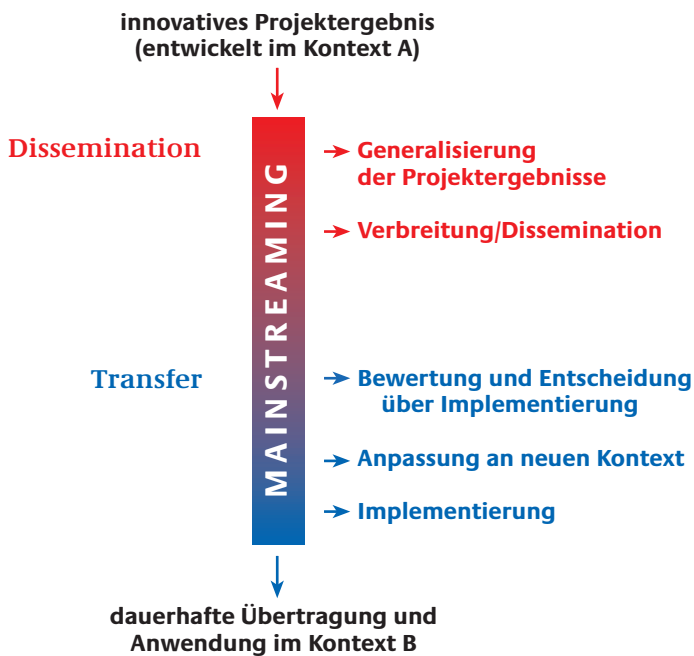 innovatives Projektergebnis
(entwickelt im Kontext A)
Dissemination
MAINSTREAMING
Generalisierung
der Projektergebnisse
Verbreitung/Dissemination
Transfer
Bewertung und Entscheidung
über Implementierung
Anpassung an neuen Kontext
Implementierung
dauerhafte Übertragung und
Anwendung im Kontext B